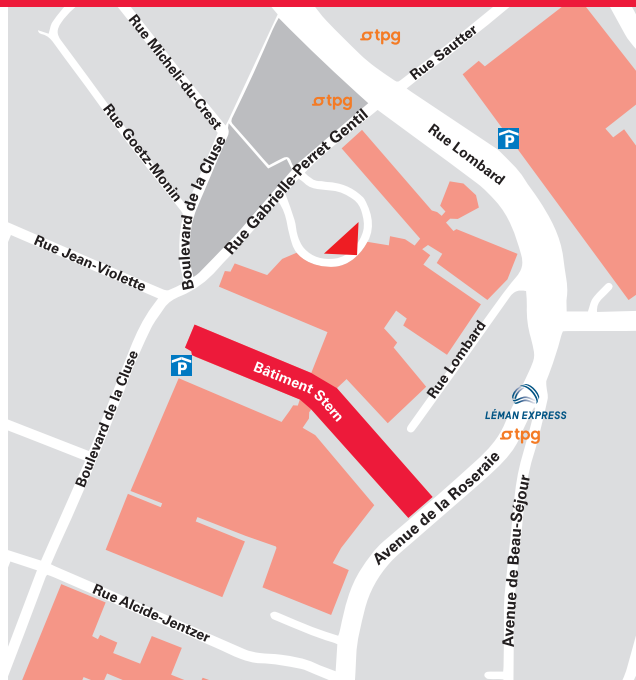 Rue Micheli-du-Crest
tpg
Rue Sautter
tpg
Rue Goetz-Monin
Rue Lombard
P
Boulevard de la Cluse
Rue Gabrielle-Perret Gentil
Rue Jean-Violette
Rue Lombard
P
Bâtiment Stern
Boulevard de la Cluse
LÉMAN EXPRESS
tpg
Avenue de la Roseraie
Avenue de Beau-Séjour
Rue Alcide-Jentzer